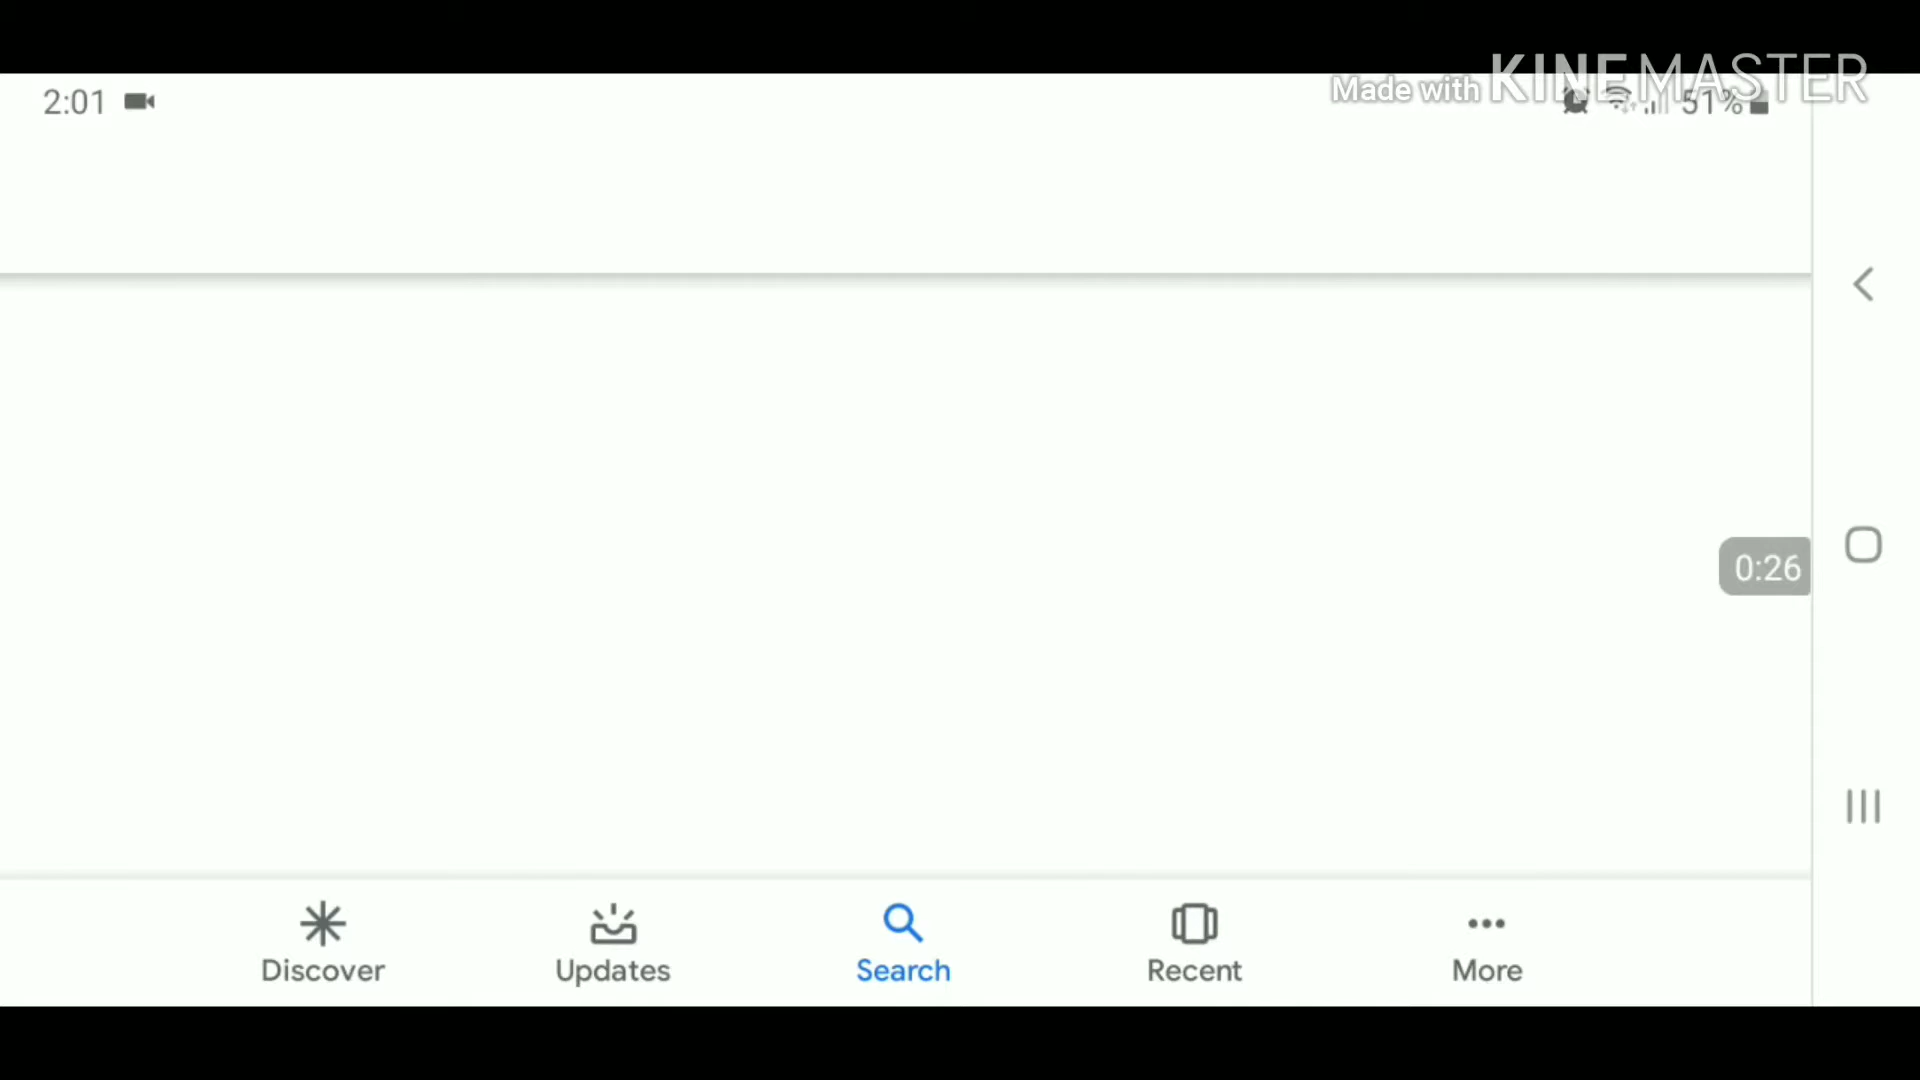 Made with KINEMASTER
2:01 51%
0:26
Discover Updates Search Recent More